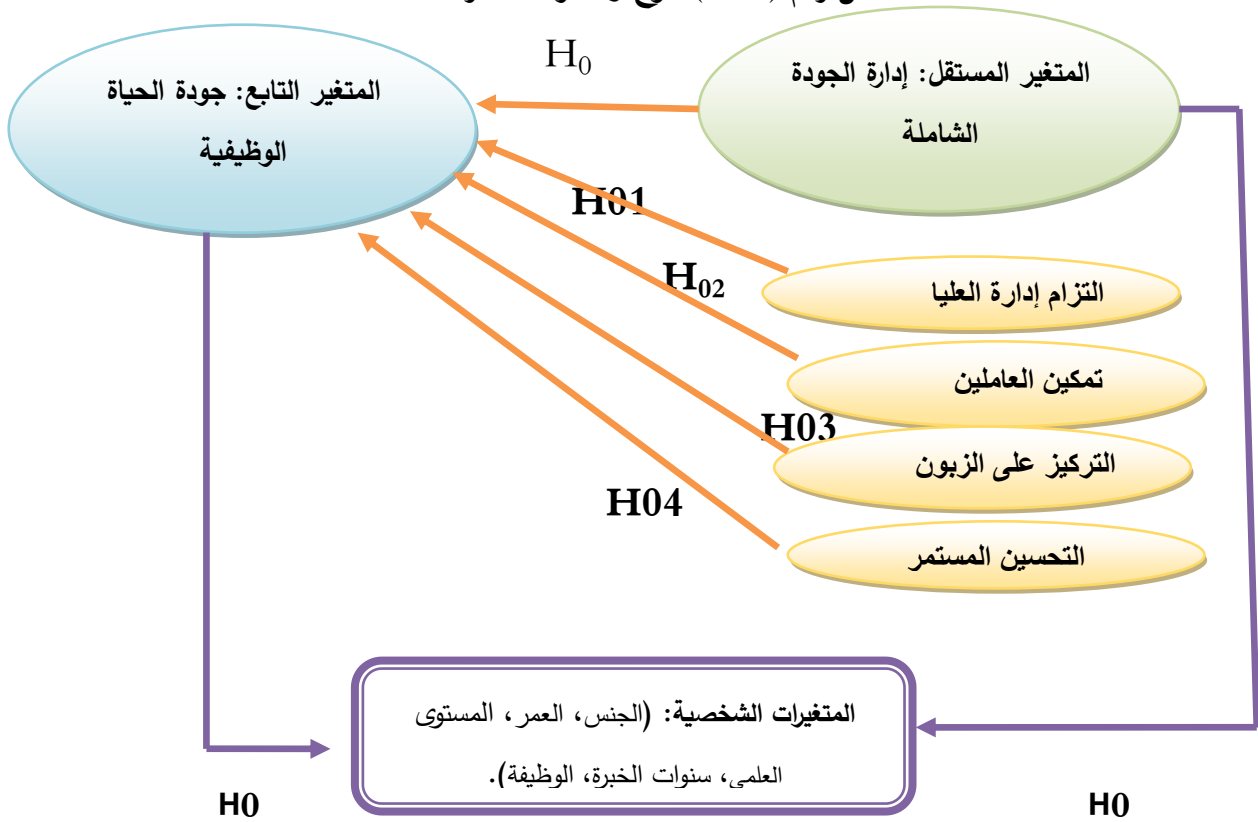 المتغير المستقل: إدارة الجودة
الشاملة
H₀
المتغير التابع: جودة الحياة
الوظيفية
H01
H₀₂
H03
H04
التزام إدارة العليا
تمكين العاملين
التركيز على الزبون
التحسين المستمر
المتغيرات الشخصية: (الجنس، العمر، المستوى
العلمي، سنوات الخبرة، الوظيفة).
H0
H0